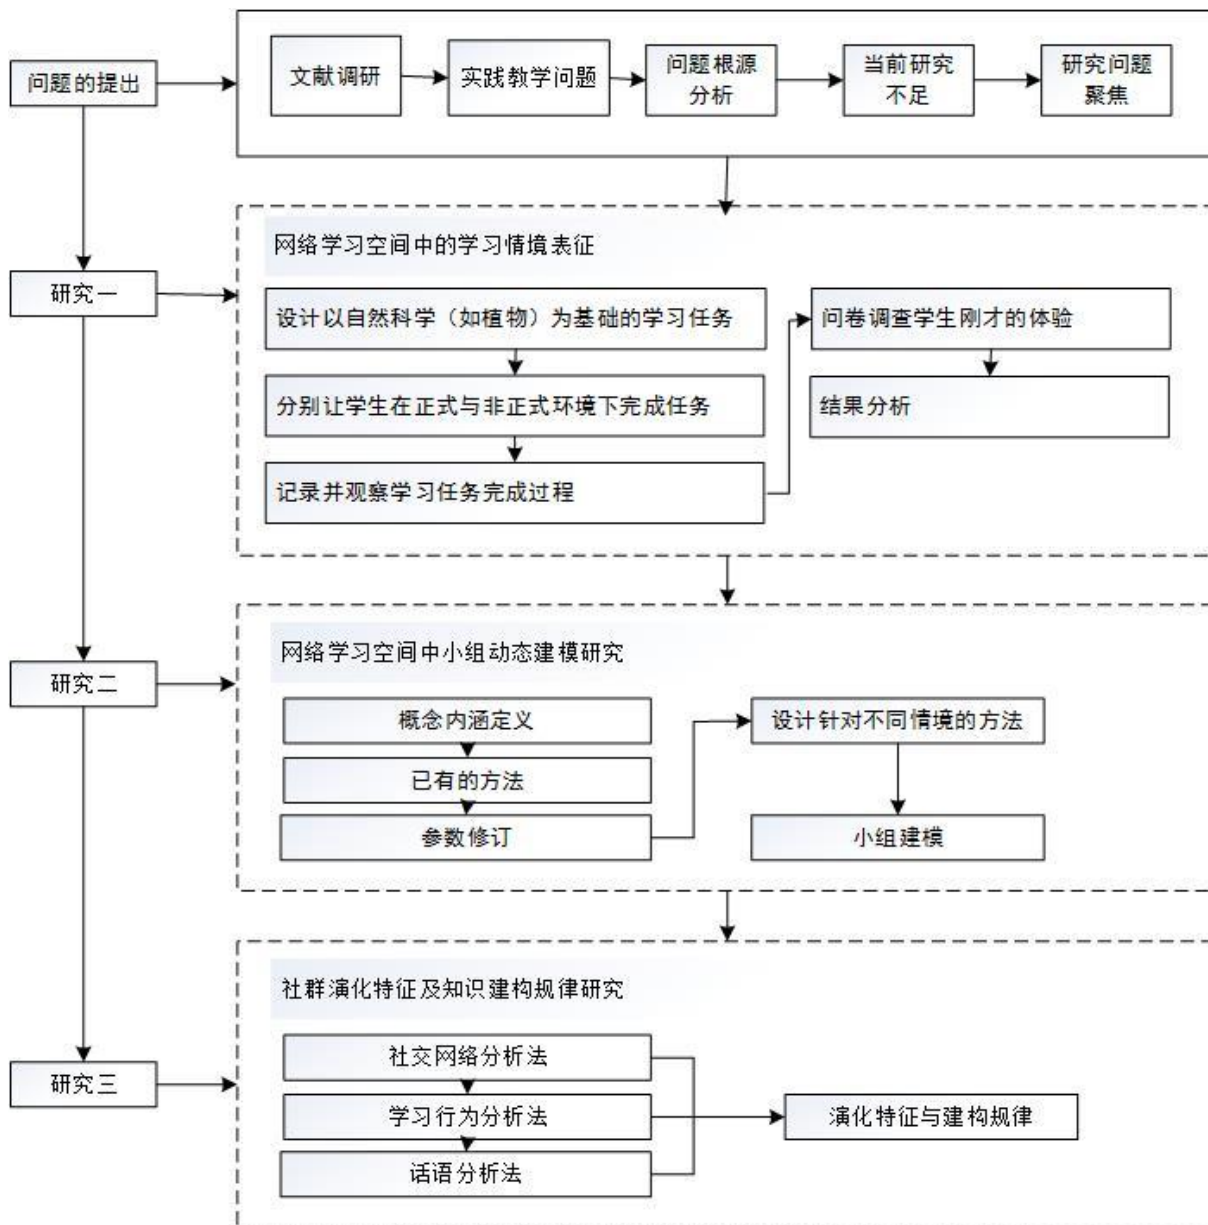 问题的提出
文献调研
实践教学问题
问题根源
分析
当前研究
不足
研究问题
聚焦
研究一
网络学习空间中的学习情境表征
设计以自然科学（如植物）为基础的学习任务
分别让学生在正式与非正式环境下完成任务
记录并观察学习任务完成过程
问卷调查学生刚才的体验
结果分析
研究二
网络学习空间中小组动态建模研究
概念内涵定义
已有的方法
参数修订
设计针对不同情境的方法
小组建模
研究三
社群演化特征及知识建构规律研究
社交网络分析法
学习行为分析法
话语分析法
演化特征与建构规律